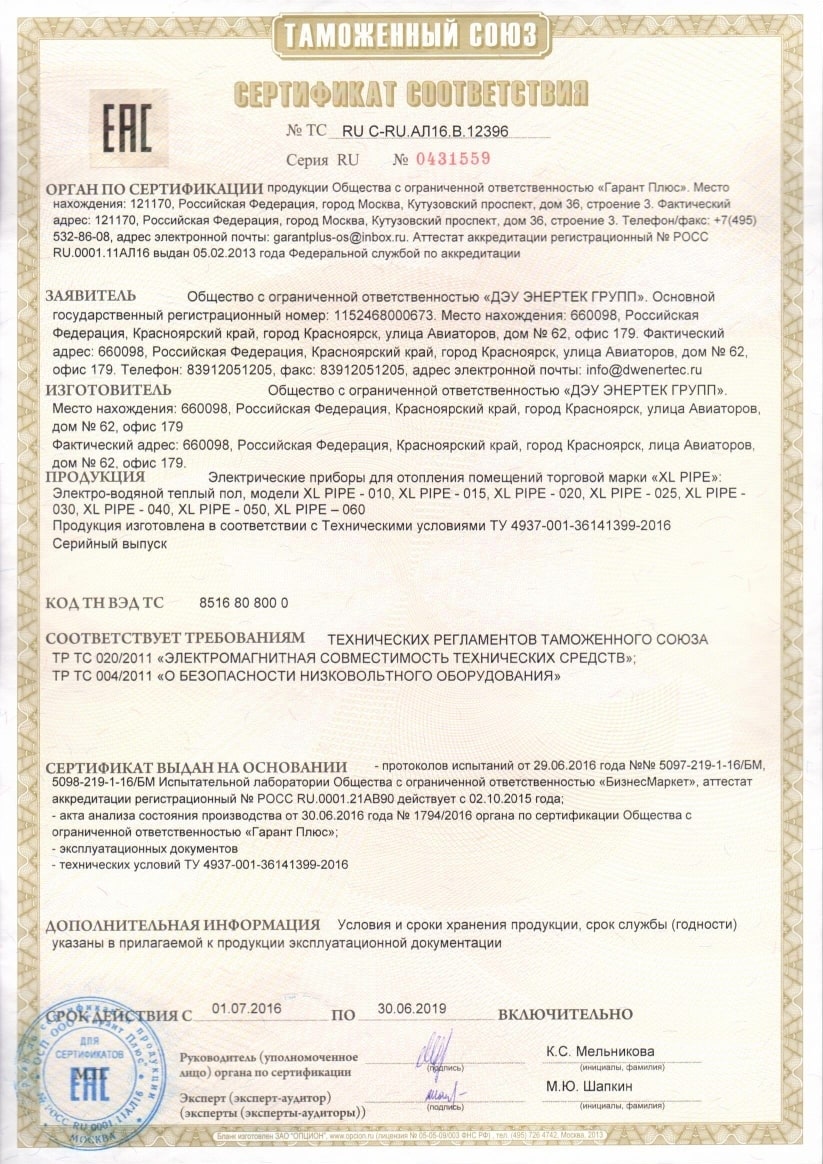 ТАМОЖЕННЫЙ СОЮЗ
СЕРТИФИКАТ СООТВЕТСТВИЯ
ЕАС
№ ТС RU C-RU.АЛ16.В.12396
Серия RU № 0431559
ОРГАН ПО СЕРТИФИКАЦИИ продукции Общества с ограниченной ответственностью «Гарант Плюс». Место
нахождения: 121170, Российская Федерация, город Москва, Кутузовский проспект, дом 36, строение 3. Фактический
адрес: 121170, Российская Федерация, город Москва, Кутузовский проспект, дом 36, строение 3. Телефон/факс: +7(495)
532-86-08, адрес электронной почты: garantplus-os@inbox.ru. Аттестат аккредитации регистрационный № РОСС
RU.0001.11АЛ16 выдан 05.02.2013 года Федеральной службой по аккредитации
ЗАЯВИТЕЛЬ Общество с ограниченной ответственностью «ДЭУ ЭНЕРТЕК ГРУПП». Основной
государственный регистрационный номер: 1152468000673. Место нахождения: 660098, Российская
Федерация, Красноярский край, город Красноярск, улица Авиаторов, дом № 62, офис 179. Фактический
адрес: 660098, Российская Федерация, Красноярский край, город Красноярск, улица Авиаторов, дом № 62,
офис 179. Телефон: 83912051205, факс: 83912051205, адрес электронной почты: info@dwenertec.ru
ИЗГОТОВИТЕЛЬ Общество с ограниченной ответственностью «ДЭУ ЭНЕРТЕК ГРУПП».
Место нахождения: 660098, Российская Федерация, Красноярский край, город Красноярск, улица Авиаторов,
дом № 62, офис 179
Фактический адрес: 660098, Российская Федерация, Красноярский край, город Красноярск, лица Авиаторов,
дом № 62, офис 179.
ПРОДУКЦИЯ Электрические приборы для отопления помещений торговой марки «XL PIPE»:
Электро-водяной теплый пол, модели XL PIPE - 010, XL PIPE - 015, XL PIPE - 020, XL PIPE - 025, XL PIPE -
030, XL PIPE - 040, XL PIPE - 050, XL PIPE – 060
Продукция изготовлена в соответствии с Техническими условиями ТУ 4937-001-36141399-2016
Серийный выпуск
КОД ТН ВЭД ТС 8516 80 800 0
СООТВЕТСТВУЕТ ТРЕБОВАНИЯМ ТЕХНИЧЕСКИХ РЕГЛАМЕНТОВ ТАМОЖЕННОГО СОЮЗА
ТР ТС 020/2011 «ЭЛЕКТРОМАГНИТНАЯ СОВМЕСТИМОСТЬ ТЕХНИЧЕСКИХ СРЕДСТВ»;
ТР ТС 004/2011 «О БЕЗОПАСНОСТИ НИЗКОВОЛЬТНОГО ОБОРУДОВАНИЯ»
СЕРТИФИКАТ ВЫДАН НА ОСНОВАНИИ - протоколов испытаний от 29.06.2016 года №№ 5097-219-1-16/БМ,
5098-219-1-16/БМ Испытательной лаборатории Общества с ограниченной ответственностью «БизнесМаркет», аттестат
аккредитации регистрационный № РОСС RU.0001.21АВ90 действует с 02.10.2015 года;
- акта анализа состояния производства от 30.06.2016 года № 1794/2016 органа по сертификации Общества с
ограниченной ответственностью «Гарант Плюс»;
- эксплуатационных документов
- технических условий ТУ 4937-001-36141399-2016
ДОПОЛНИТЕЛЬНАЯ ИНФОРМАЦИЯ Условия и сроки хранения продукции, срок службы (годности)
указаны в прилагаемой к продукции эксплуатационной документации
СРОК ДЕЙСТВИЯ С 01.07.2016 ПО 30.06.2019 ВКЛЮЧИТЕЛЬНО
ДЛЯ
СЕРТИФИКАТОВ
ЕАС
М.П.
№ РОСС RU 0001.11АЛ16
МОСКВА
Руководитель (уполномоченное
лицо) органа по сертификации
(подпись)
К.С. Мельникова
(инициалы, фамилия)
Эксперт (эксперт-аудитор)
(эксперты (эксперты-аудиторы))
(подпись)
М.Ю. Шапкин
(инициалы, фамилия)
Бланк изготовлен ЗАО "ОПЦИОН", www.opcion.ru (лицензия № 05-05-09/003 ФНС РФ), тел. (495) 726 4742, Москва, 2013